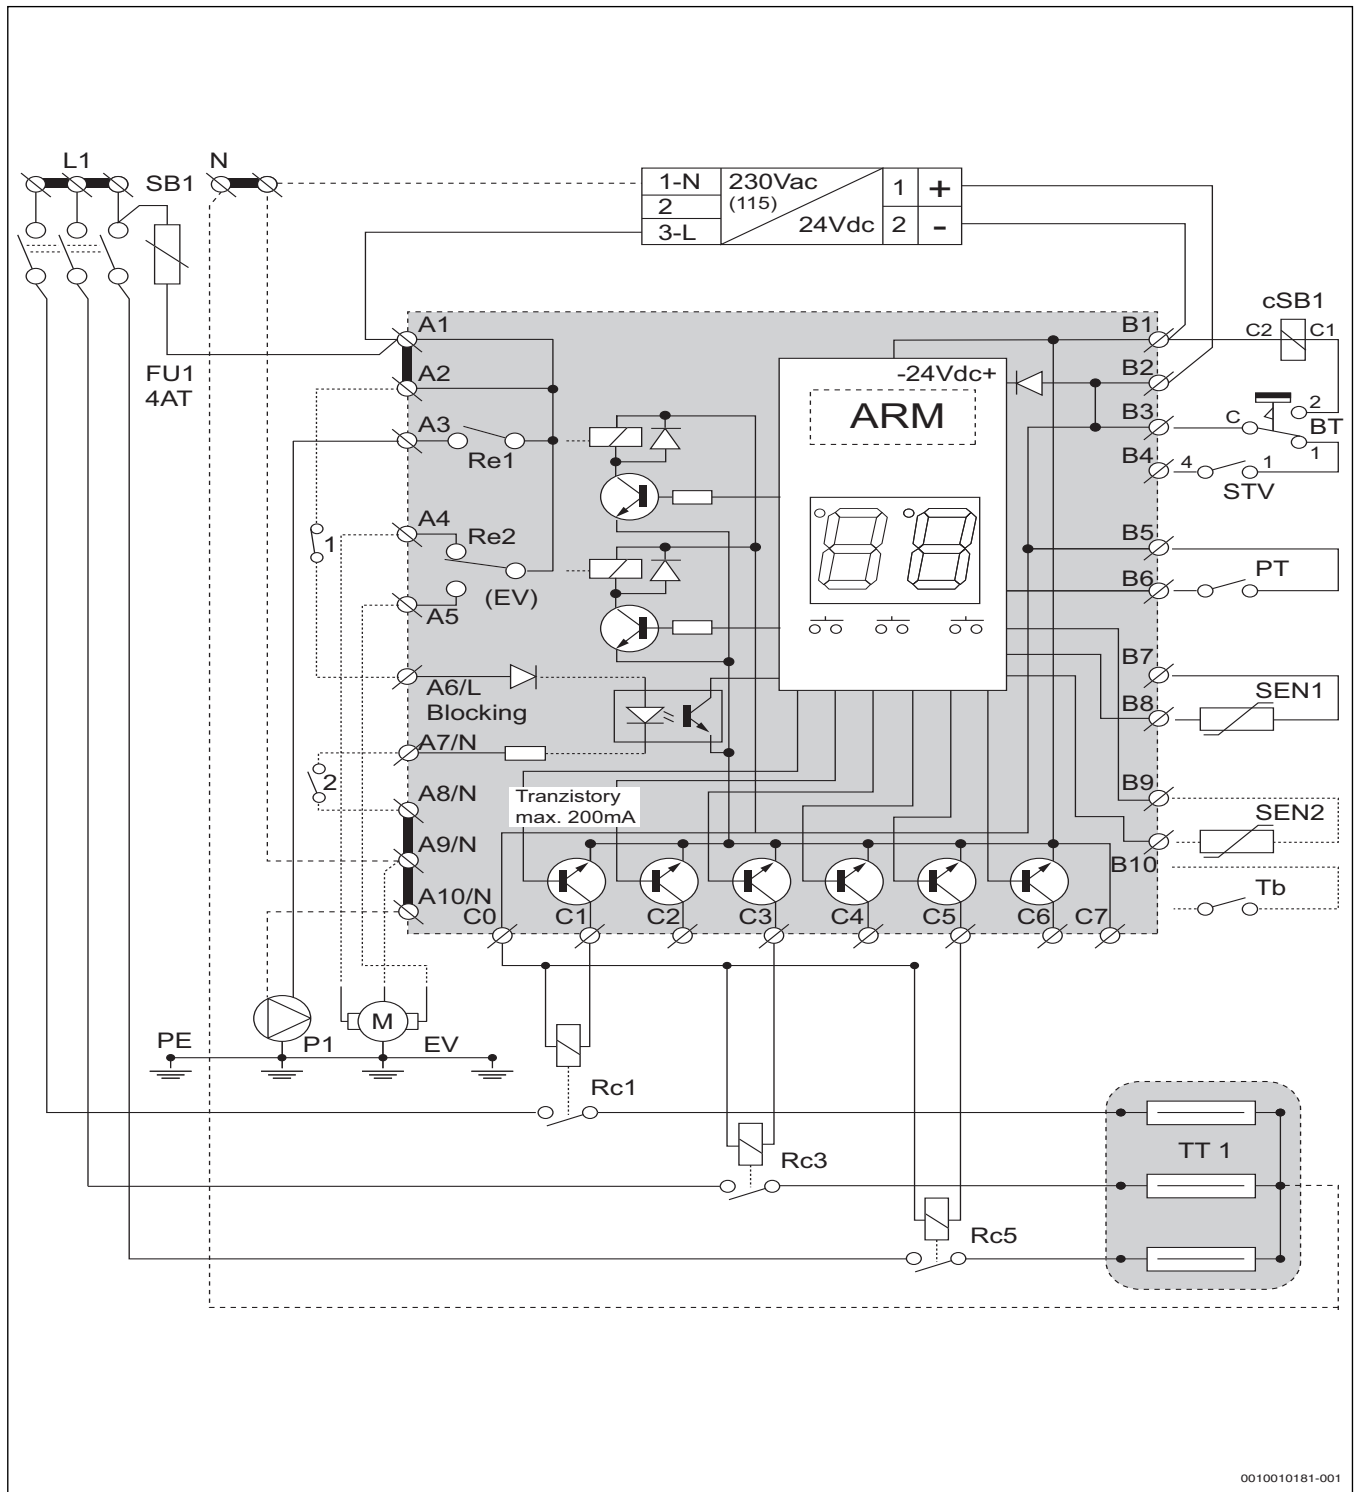 L1
SB1
N
FU1
4AT
1-N
2
3-L
230Vac
(115)
24Vdc
1 +
2 -
A1
A2
A3
Re1
A4
Re2
(EV)
A5
A6/L
Blocking
A7/N
A8/N
A9/N
A10/N
1
2
-24Vdc+
ARM
88
Tranzistory
max. 200mA
B1
B2
B3
B4
B5
B6
B7
B8
B9
B10
cSB1
C2 C1
C 2
BT
1
4 1
STV
PT
SEN1
SEN2
Tb
C0 C1 C2 C3 C4 C5 C6 C7
PE
P1
M
EV
Rc1
Rc3
Rc5
TT 1
0010010181-001